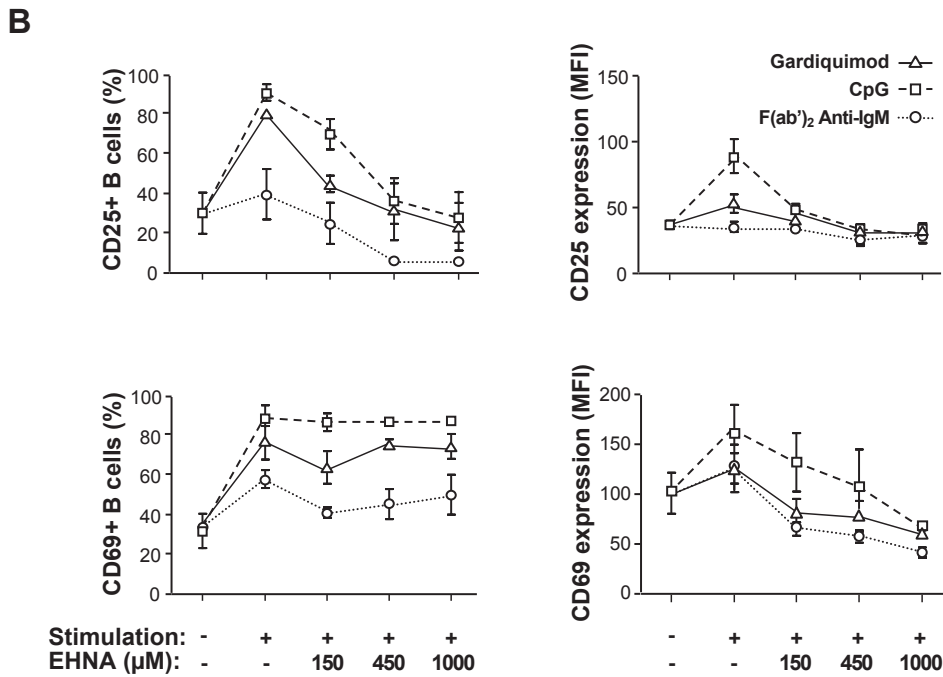 B
CD25+ B cells (%)
100
80
60
40
20
0
CD25 expression (MFI)
150
100
50
0
Gardiquimod
CpG
F(ab')₂ Anti-IgM
CD69+ B cells (%)
100
80
60
40
20
0
CD69 expression (MFI)
200
150
100
50
0
Stimulation: - + + + + - + + + +
EHNA (µM): - - 150 450 1000 - - 150 450 1000